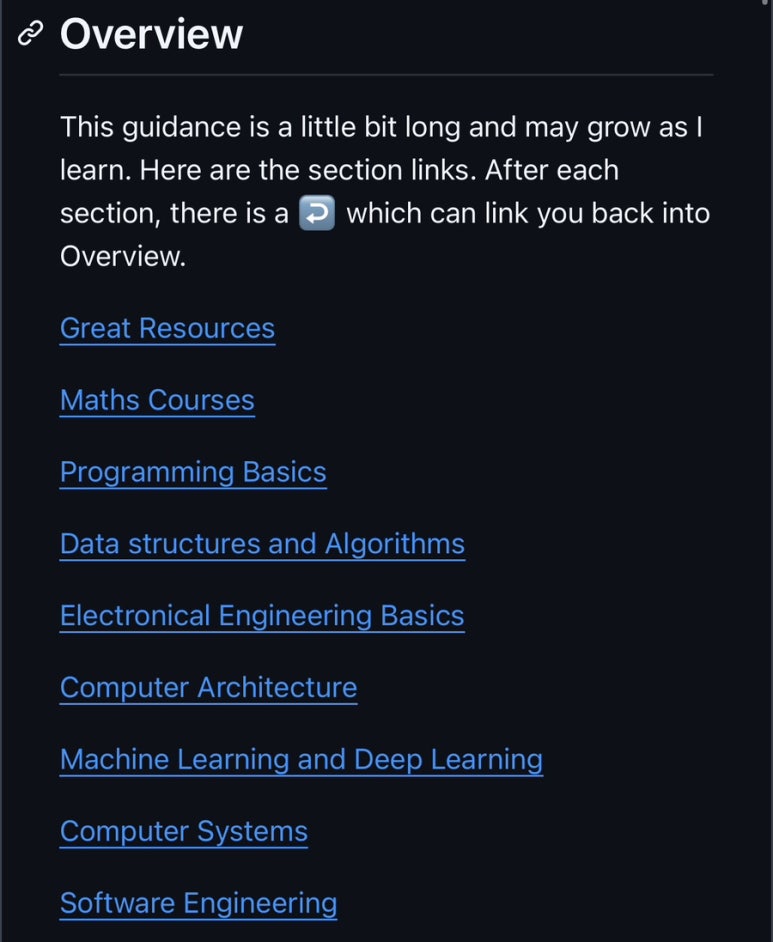 Overview
This guidance is a little bit long and may grow as I
learn. Here are the section links. After each
section, there is a ↩️ which can link you back into
Overview.
Great Resources
Maths Courses
Programming Basics
Data structures and Algorithms
Electronical Engineering Basics
Computer Architecture
Machine Learning and Deep Learning
Computer Systems
Software Engineering